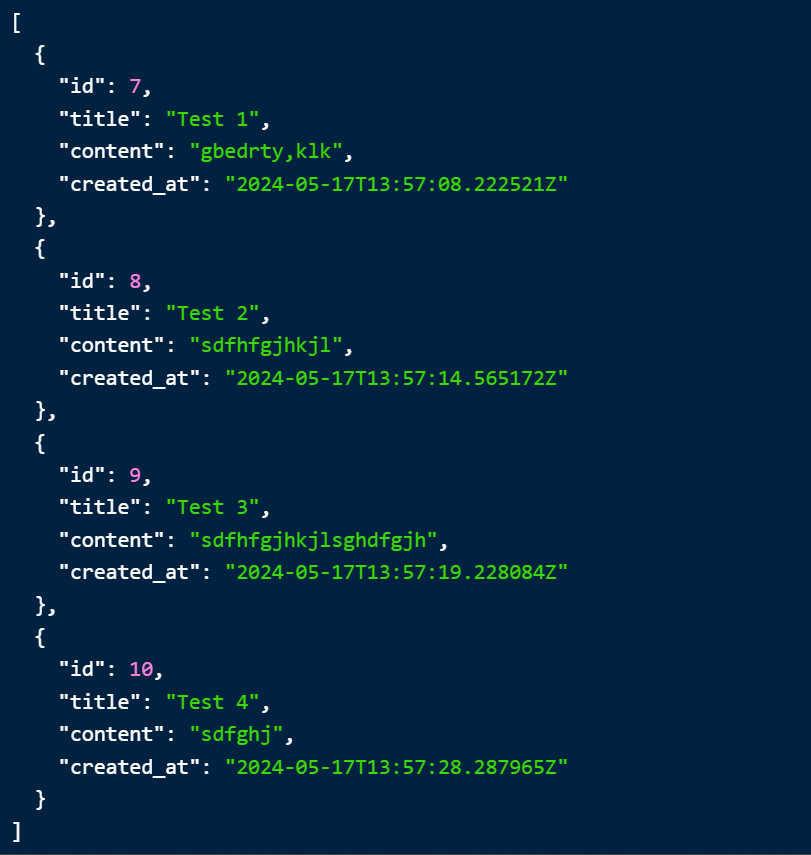 [
  {
    "id": 7,
    "title": "Test 1",
    "content": "gbedrty,klk",
    "created_at": "2024-05-17T13:57:08.222521Z"
  },
  {
    "id": 8,
    "title": "Test 2",
    "content": "sdfhfgjhkjl",
    "created_at": "2024-05-17T13:57:14.565172Z"
  },
  {
    "id": 9,
    "title": "Test 3",
    "content": "sdfhfgjhkjlsghdfgjh",
    "created_at": "2024-05-17T13:57:19.228084Z"
  },
  {
    "id": 10,
    "title": "Test 4",
    "content": "sdfghj",
    "created_at": "2024-05-17T13:57:28.287965Z"
  }
]